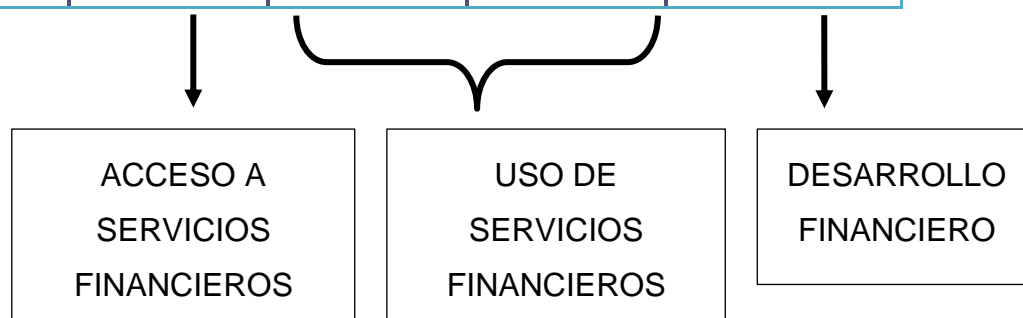 ACCESO A
SERVICIOS
FINANCIEROS
USO DE
SERVICIOS
FINANCIEROS
DESARROLLO
FINANCIERO